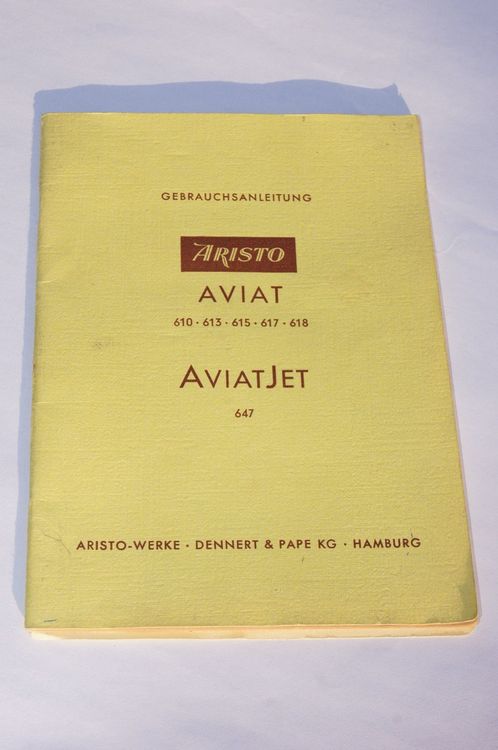 GEBRAUCHSANLEITUNG
ARISTO
AVIAT
610 · 613 · 615 · 617 · 618
AVIATJET
647
ARISTO-WERKE · DENNERT & PAPE KG · HAMBURG